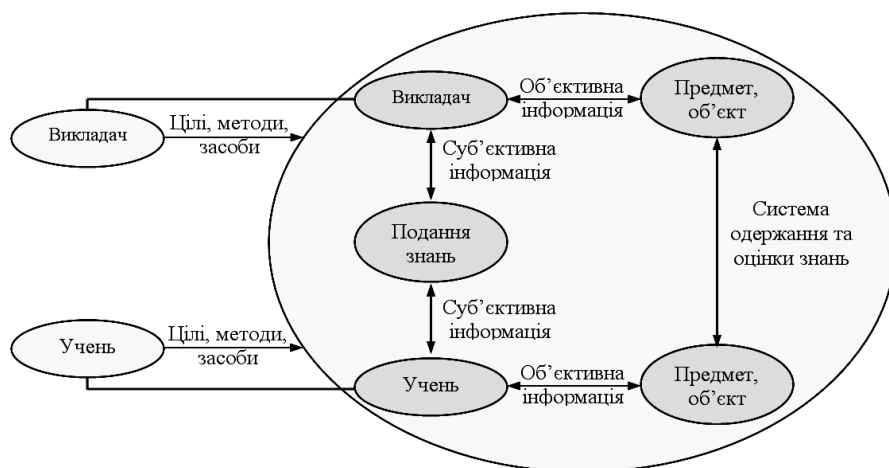 Викладач
Цілі, методи,
засоби
Викладач
Об’єктивна
інформація
Предмет,
об’єкт
Суб’єктивна
інформація
Подання
знань
Система
одержання та
оцінки знань
Суб’єктивна
інформація
Учень
Цілі, методи,
засоби
Учень
Об’єктивна
інформація
Предмет,
об’єкт